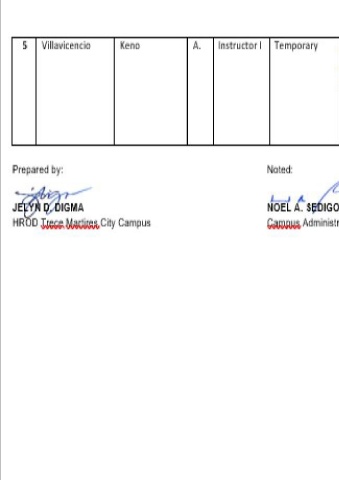 5 Villavicencio Keno A. Instructor I Temporary
Prepared by: Noted:
JELYN D. DIGMA NOEL A. SEDIGO
HROD Trece Martires City Campus Campus Administr